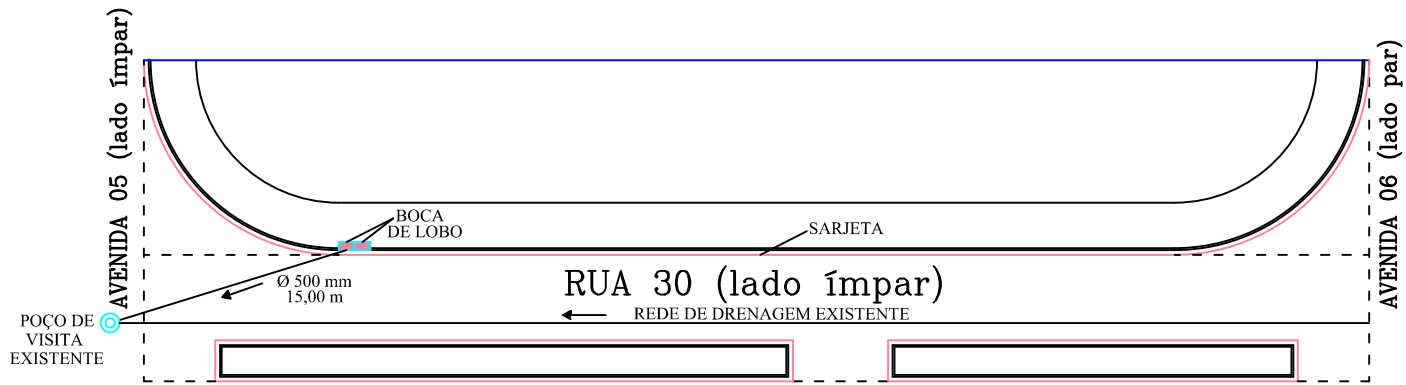 AVENIDA 05 (lado ímpar)
BOCA
DE LOBO
SARJETA
AVENIDA 06 (lado par)
Ø 500 mm
15,00 m
RUA 30 (lado ímpar)
REDE DE DRENAGEM EXISTENTE
POÇO DE
VISITA
EXISTENTE